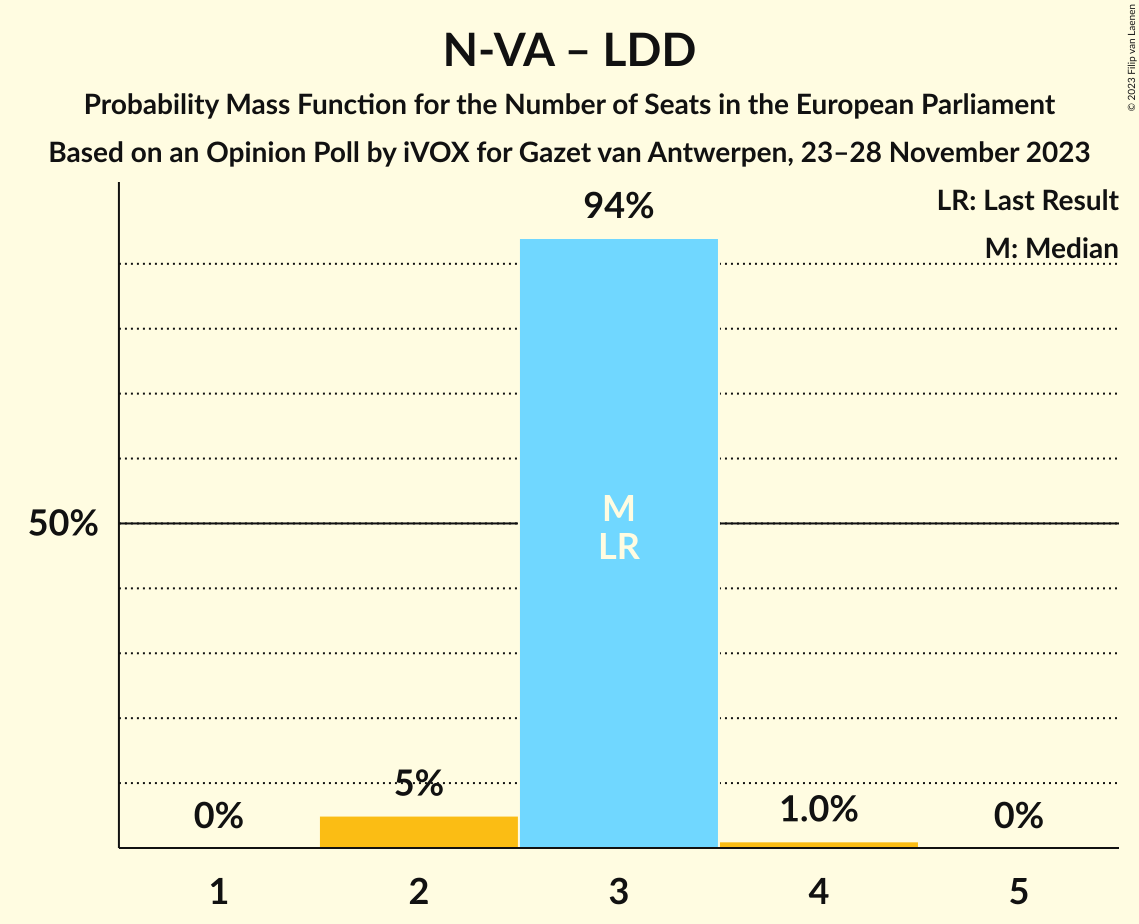 N-VA – LDD
Probability Mass Function for the Number of Seats in the European Parliament
Based on an Opinion Poll by iVOX for Gazet van Antwerpen, 23–28 November 2023
© 2023 Filip van Laenen
LR: Last Result
M: Median
94%
50%
M
LR
0%
5%
1.0%
0%
1
2
3
4
5